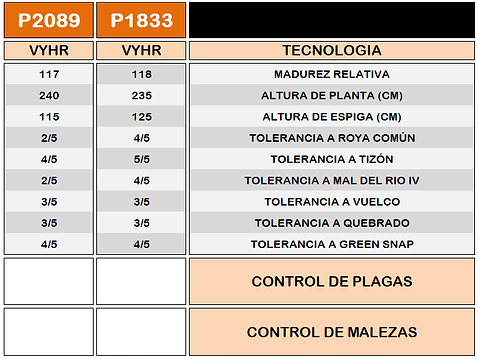 P2089 P1833
VYHR VYHR TECNOLOGIA
117 118 MADUREZ RELATIVA
240 235 ALTURA DE PLANTA (CM)
115 125 ALTURA DE ESPIGA (CM)
2/5 4/5 TOLERANCIA A ROYA COMÚN
4/5 5/5 TOLERANCIA A TIZÓN
2/5 4/5 TOLERANCIA A MAL DEL RIO IV
3/5 3/5 TOLERANCIA A VUELCO
3/5 3/5 TOLERANCIA A QUEBRADO
4/5 4/5 TOLERANCIA A GREEN SNAP
CONTROL DE PLAGAS
CONTROL DE MALEZAS